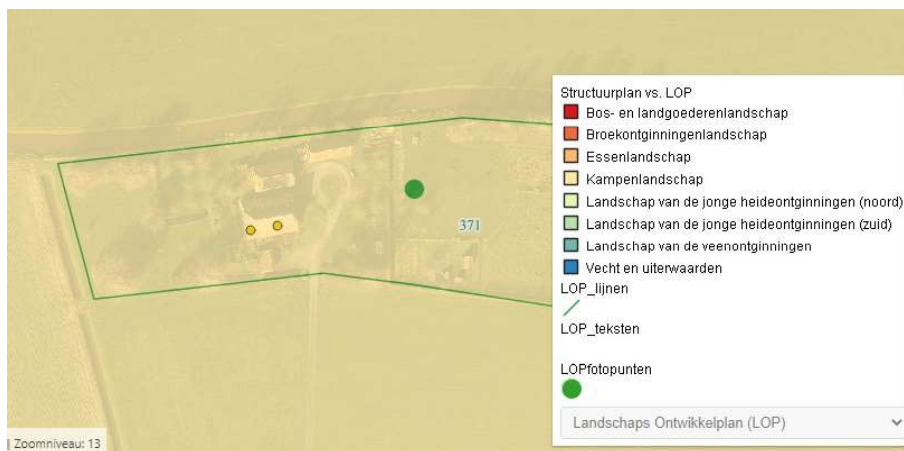 Structuurplan vs. LOP
Bos- en landgoederenlandschap
Broekontginningenlandschap
Essenlandschap
Kampenlandschap
Landschap van de jonge heideontginningen (noord)
Landschap van de jonge heideontginningen (zuid)
Landschap van de veenontginningen
Vecht en uiterwaarden
LOP_lijnen
LOP_teksten
LOPfotopunten
Landschaps Ontwikkelplan (LOP)
371
| Zoomniveau: 13